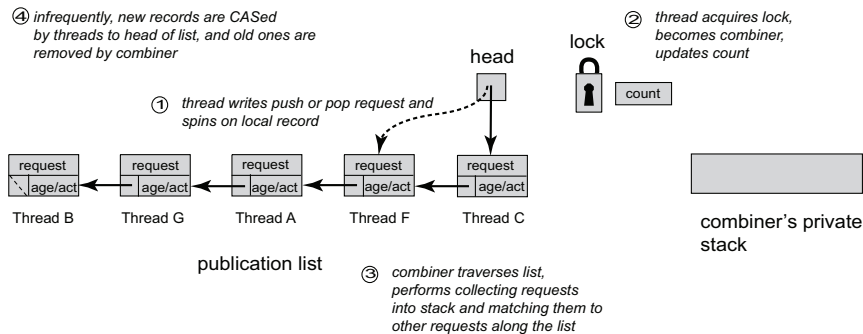 ④ infrequently, new records are CASed
by threads to head of list, and old ones are
removed by combiner
② thread acquires lock,
becomes combiner,
updates count
lock
head
count
① thread writes push or pop request and
spins on local record
request
age/act
Thread B
request
age/act
Thread G
request
age/act
Thread A
request
age/act
Thread F
request
age/act
Thread C
combiner's private
stack
publication list
③ combiner traverses list,
performs collecting requests
into stack and matching them to
other requests along the list